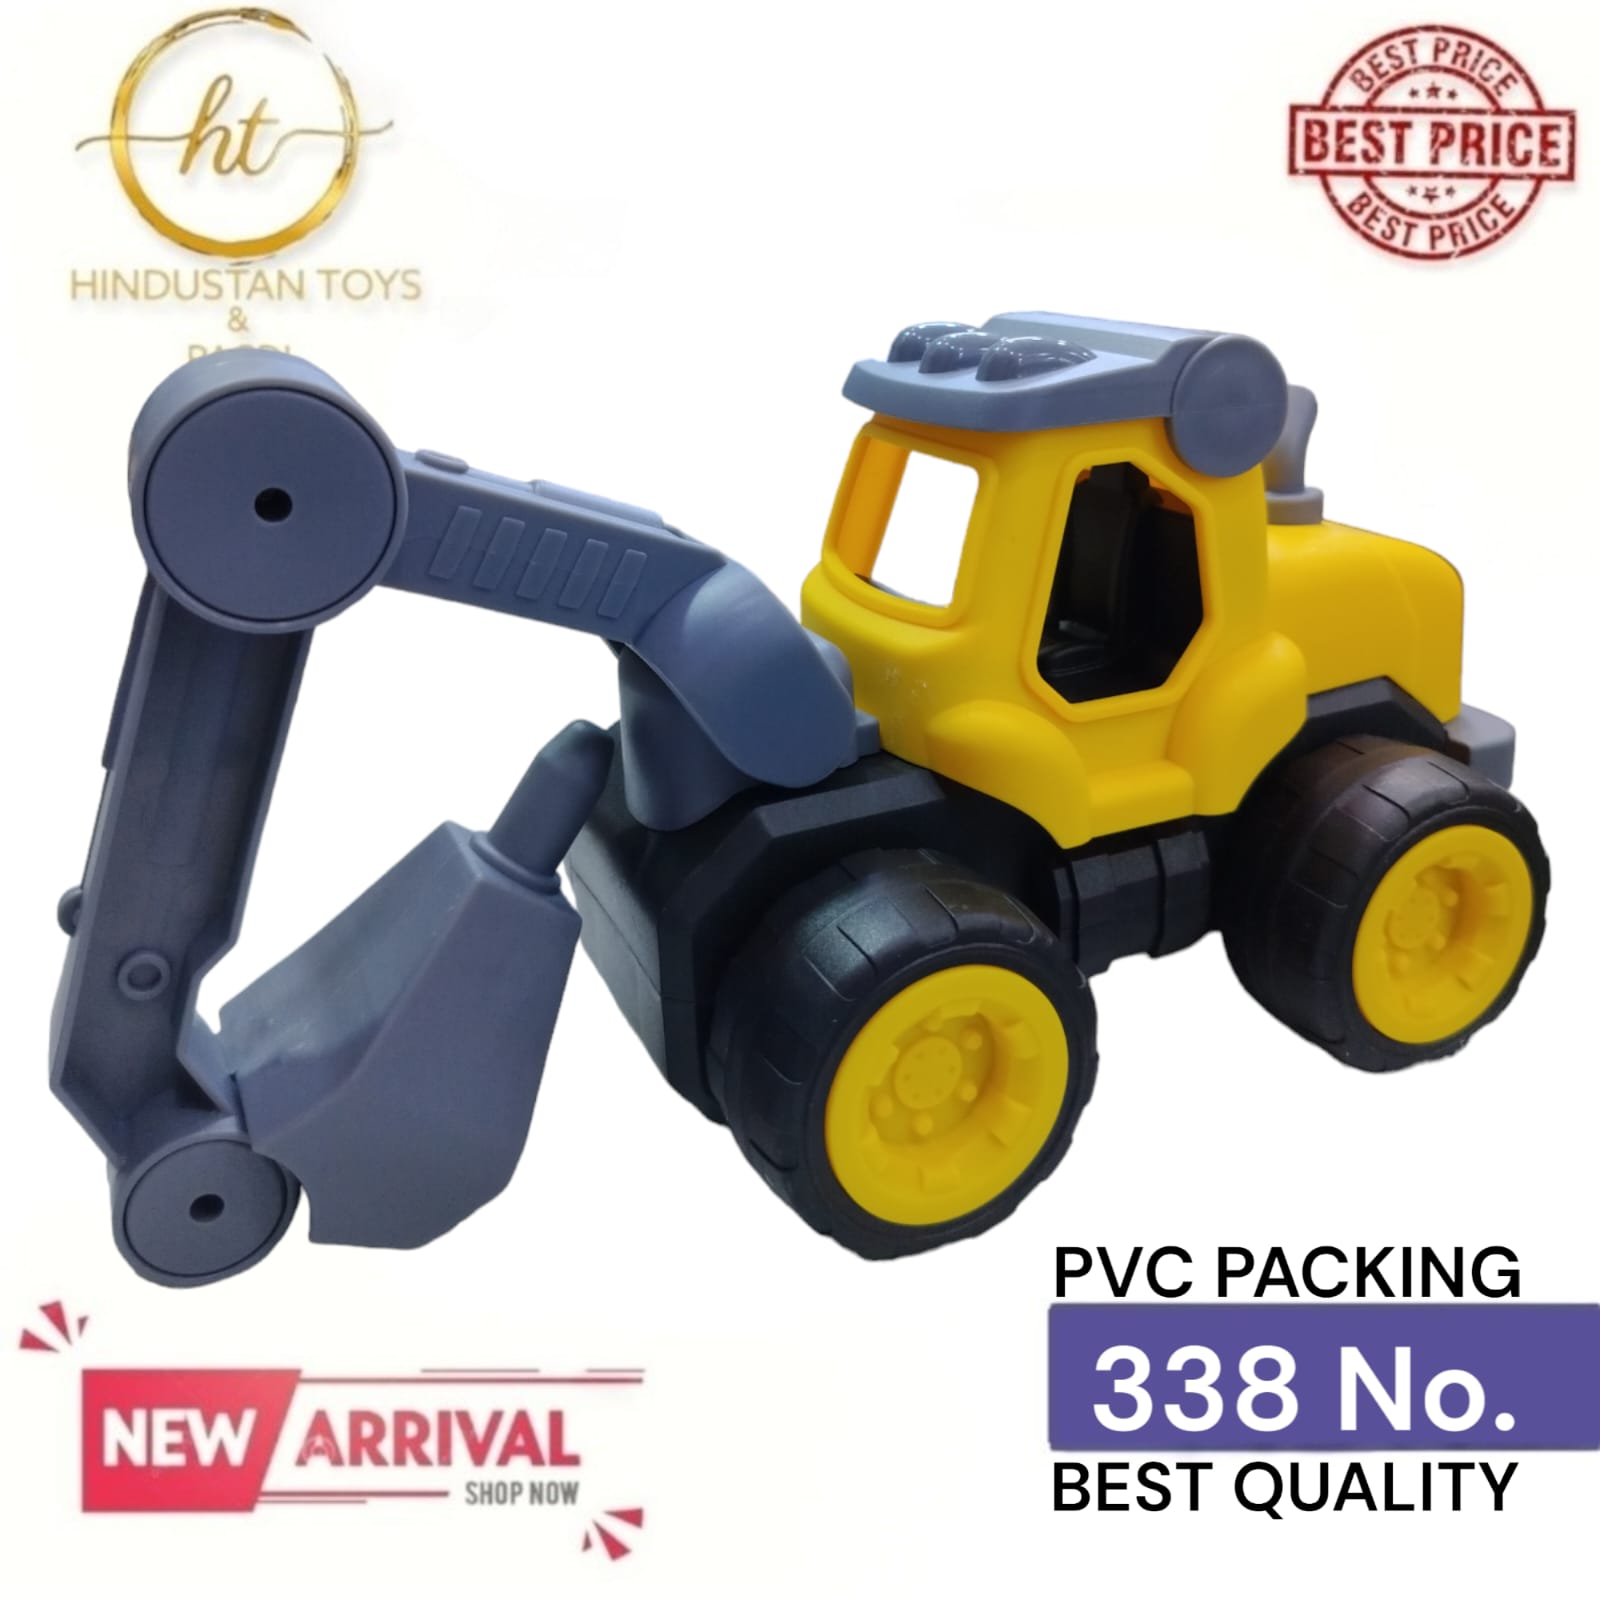 ht
HINDUSTAN TOYS
&
BEST PRICE
BEST PRICE
BEST PRICE
PVC PACKING
338 No.
BEST QUALITY
NEW ARRIVAL
SHOP NOW